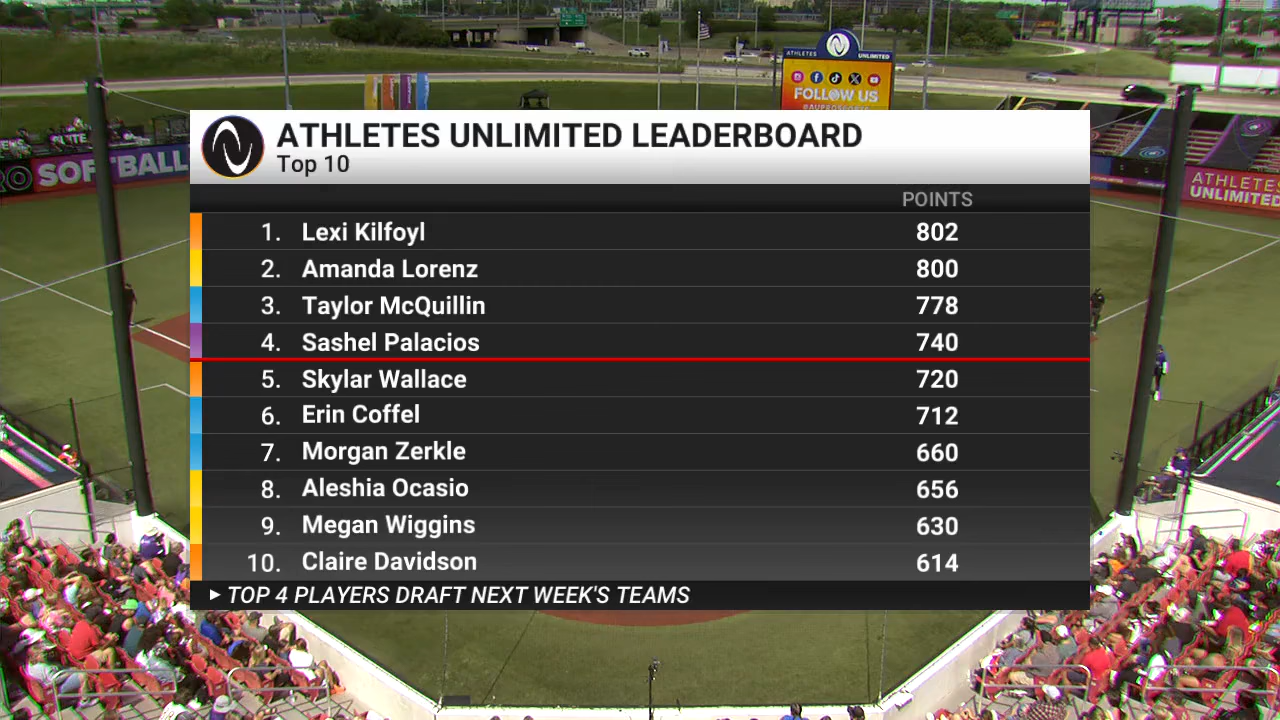 ATHLETES UNLIMITED
FOLLOW US
@AUPROSPORTS
SOFTBALL
ATHLETES
UNLIMITED
ATHLETES UNLIMITED LEADERBOARD
Top 10
POINTS
1. Lexi Kilfoyl 802
2. Amanda Lorenz 800
3. Taylor McQuillin 778
4. Sashel Palacios 740
5. Skylar Wallace 720
6. Erin Coffel 712
7. Morgan Zerkle 660
8. Aleshia Ocasio 656
9. Megan Wiggins 630
10. Claire Davidson 614
TOP 4 PLAYERS DRAFT NEXT WEEK'S TEAMS